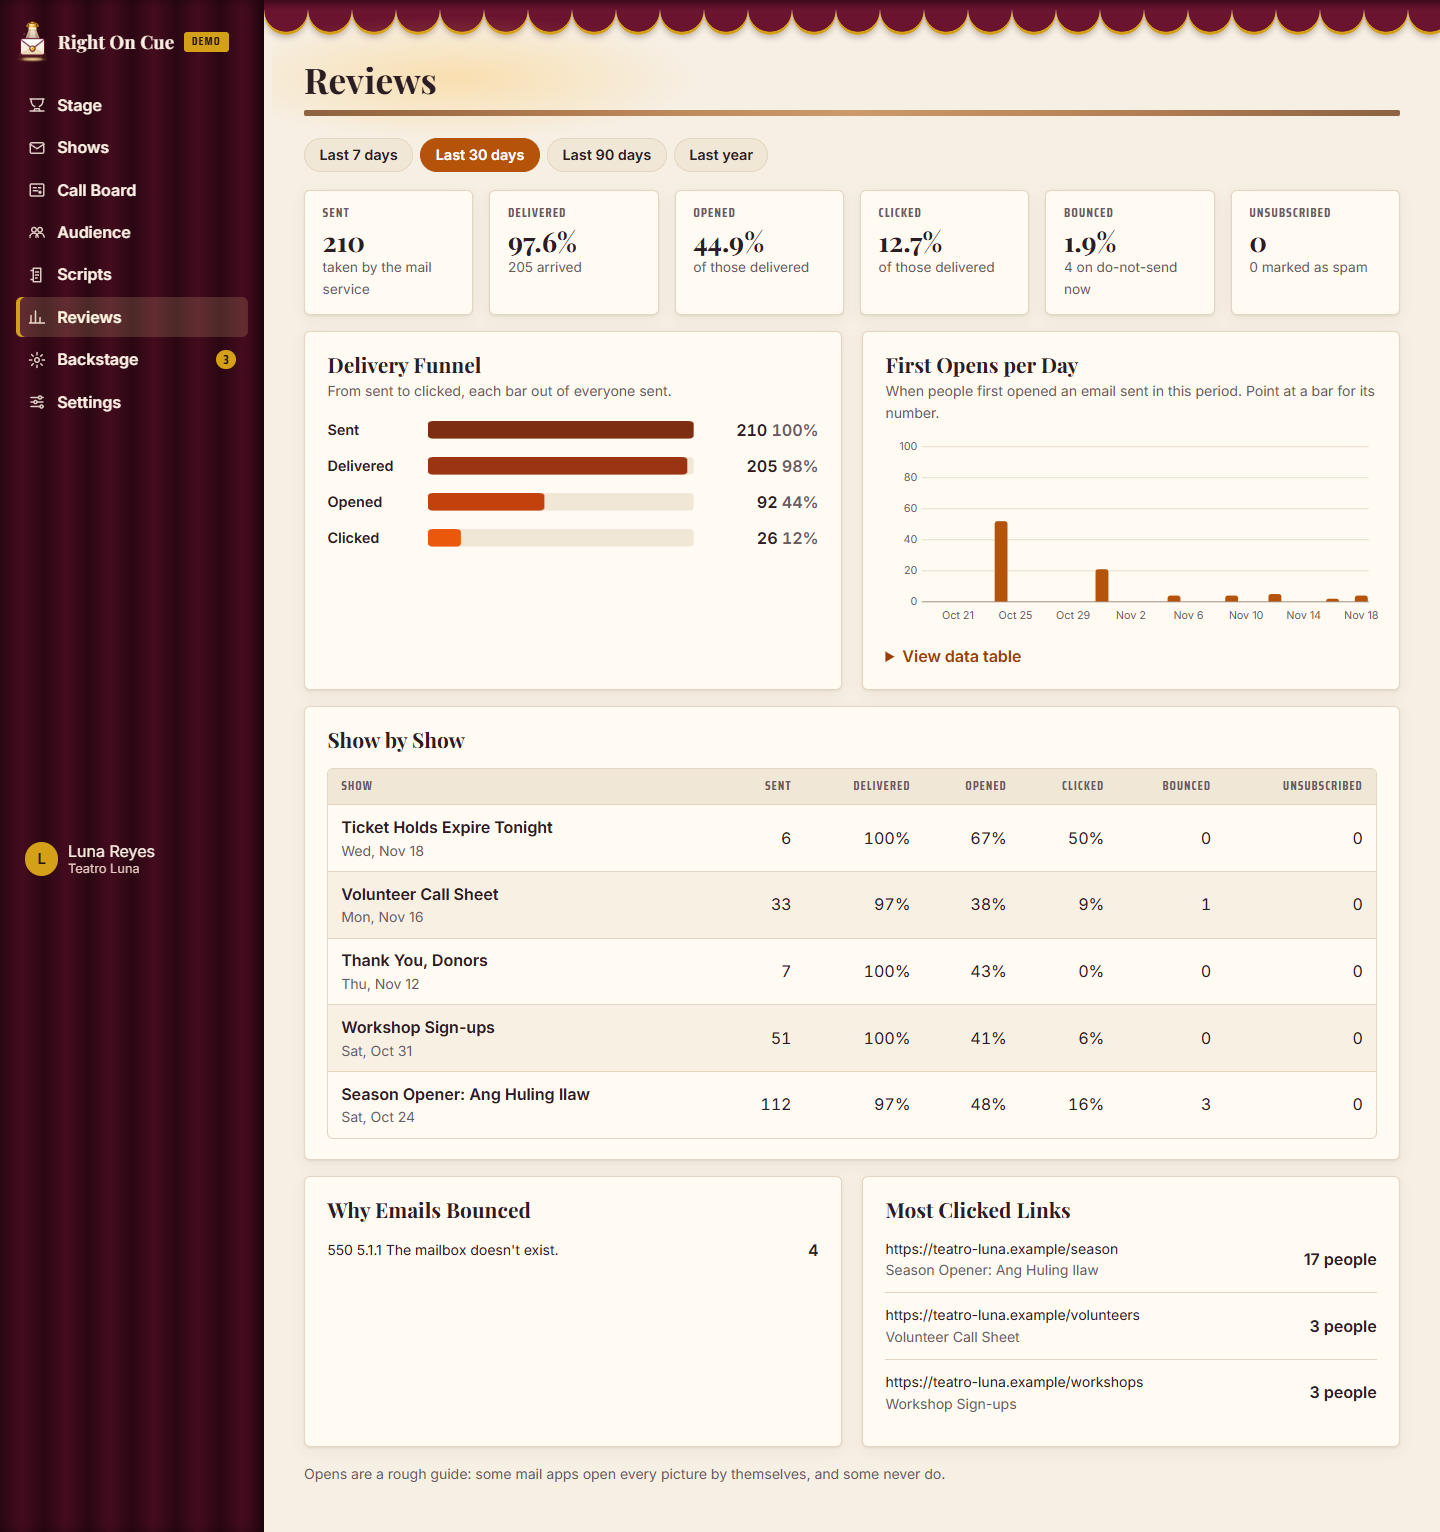 Right On Cue DEMO
Stage
Shows
Call Board
Audience
Scripts
Reviews
Backstage 3
Settings
L Luna Reyes
Teatro Luna
Reviews
Last 7 days Last 30 days Last 90 days Last year
SENT
210
taken by the mail
service
DELIVERED
97.6%
205 arrived
OPENED
44.9%
of those delivered
CLICKED
12.7%
of those delivered
BOUNCED
1.9%
4 on do-not-send
now
UNSUBSCRIBED
0
0 marked as spam
Delivery Funnel
From sent to clicked, each bar out of everyone sent.
Sent 210 100%
Delivered 205 98%
Opened 92 44%
Clicked 26 12%
First Opens per Day
When people first opened an email sent in this period. Point at a bar for its
number.
100
80
60
40
20
0
Oct 21 Oct 25 Oct 29 Nov 2 Nov 6 Nov 10 Nov 14 Nov 18
▶ View data table
Show by Show
SHOW SENT DELIVERED OPENED CLICKED BOUNCED UNSUBSCRIBED
Ticket Holds Expire Tonight
Wed, Nov 18
6 100% 67% 50% 0 0
Volunteer Call Sheet
Mon, Nov 16
33 97% 38% 9% 1 0
Thank You, Donors
Thu, Nov 12
7 100% 43% 0% 0 0
Workshop Sign-ups
Sat, Oct 31
51 100% 41% 6% 0 0
Season Opener: Ang Huling Ilaw
Sat, Oct 24
112 97% 48% 16% 3 0
Why Emails Bounced
550 5.1.1 The mailbox doesn't exist. 4
Most Clicked Links
https://teatro-luna.example/season
Season Opener: Ang Huling Ilaw
17 people
https://teatro-luna.example/volunteers
Volunteer Call Sheet
3 people
https://teatro-luna.example/workshops
Workshop Sign-ups
3 people
Opens are a rough guide: some mail apps open every picture by themselves, and some never do.